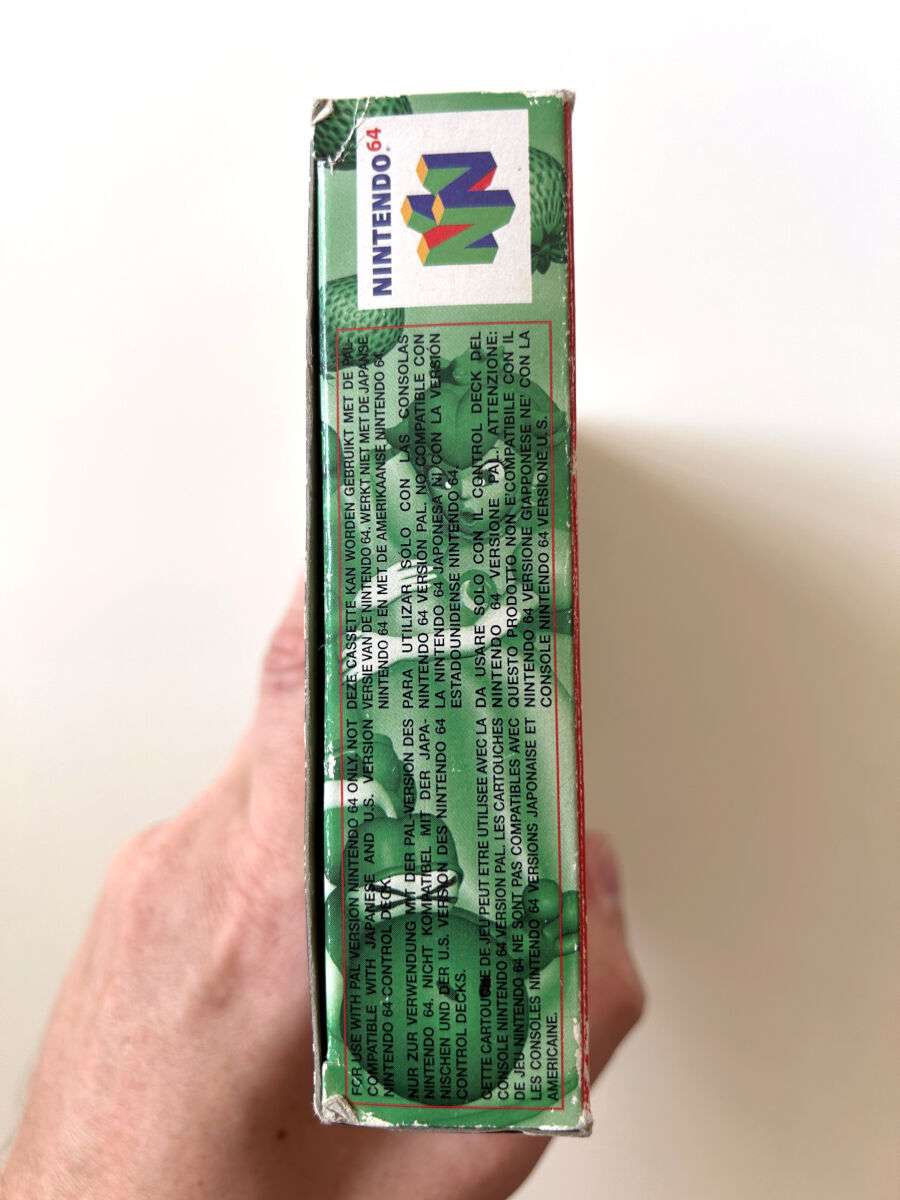 NINTENDO 64
FOR USE WITH PAL VERSION NINTENDO 64 ONLY. NOT
COMPATIBLE WITH JAPANESE AND U.S. VERSION
NINTENDO 64 CONTROL DECK.
NUR ZUR VERWENDUNG MIT DER PAL-VERSION DES
NINTENDO 64. NICHT KOMPATIBEL MIT DER JAPA-
NISCHEN UND DER U.S. VERSION DES NINTENDO 64
CONTROL DECKS.
CETTE CARTOUCHE DE JEU PEUT ETRE UTILISEE AVEC LA
CONSOLE NINTENDO 64 VERSION PAL. LES CARTOUCHES
DE JEU NINTENDO 64 NE SONT PAS COMPATIBLES AVEC
LES CONSOLES NINTENDO 64 VERSIONS JAPONAISE ET
AMERICAINE.
DEZE CASSETTE KAN WORDEN GEBRUIKT MET DE PAL-
VERSIE VAN DE NINTENDO 64. WERKT NIET MET DE JAPANSE
NINTENDO 64 EN MET DE AMERIKAANSE NINTENDO 64.
PARA UTILIZAR SOLO CON LAS CONSOLAS
NINTENDO 64 VERSION PAL. NO COMPATIBLE CON
LA NINTENDO 64 JAPONESA NI CON LA VERSION
ESTADOUNIDENSE NINTENDO 64.
DA USARE SOLO CON IL CONTROL DECK DEL
NINTENDO 64 VERSIONE PAL. ATTENZIONE:
QUESTO PRODOTTO NON E' COMPATIBILE CON IL
NINTENDO 64 VERSIONE GIAPPONESE NE' CON LA
CONSOLE NINTENDO 64 VERSIONE U.S.